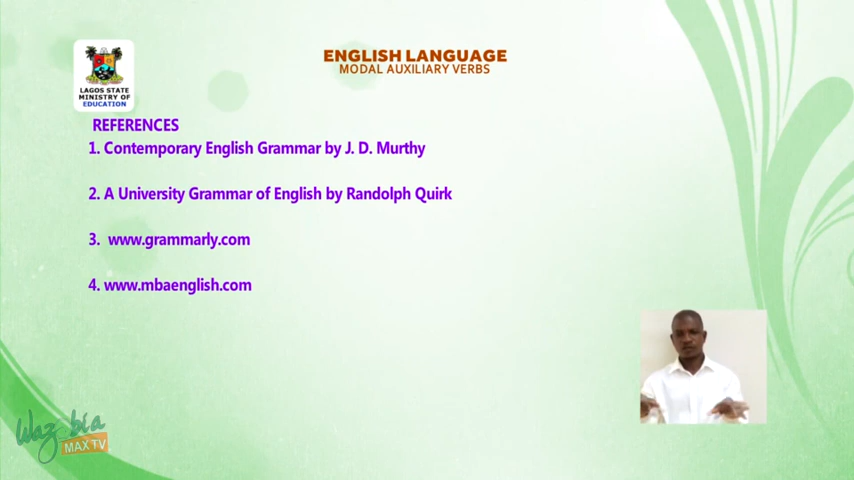 ENGLISH LANGUAGE
MODAL AUXILIARY VERBS
LAGOS STATE
MINISTRY OF
EDUCATION
REFERENCES
1. Contemporary English Grammar by J. D. Murthy
2. A University Grammar of English by Randolph Quirk
3. www.grammarly.com
4. www.mbaenglish.com
Wazobia
MAX TV